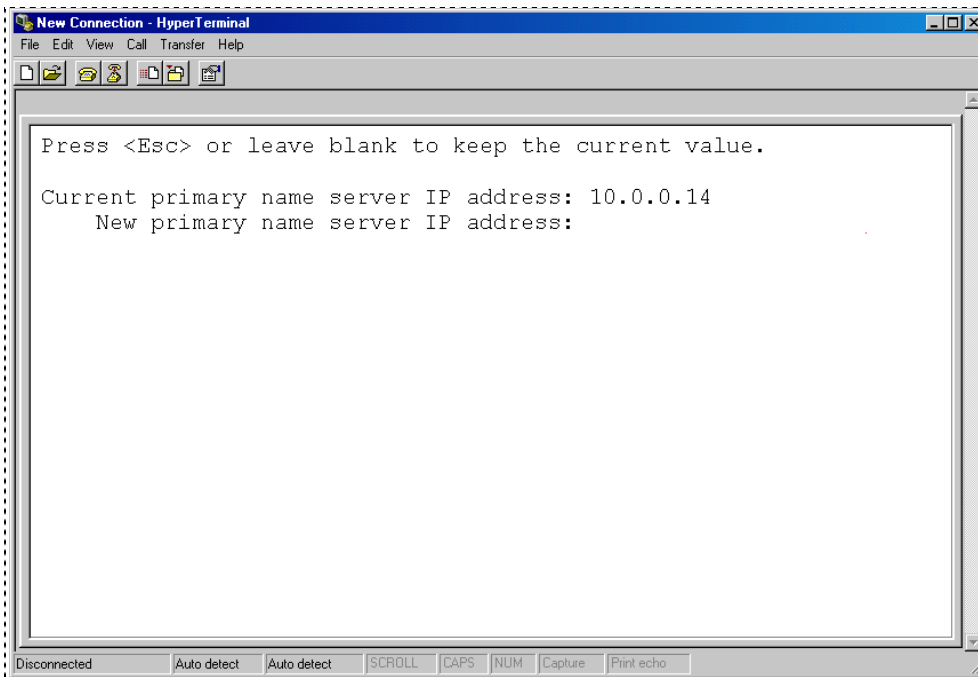 New Connection - HyperTerminal
File Edit View Call Transfer Help
Press <Esc> or leave blank to keep the current value.
Current primary name server IP address: 10.0.0.14
New primary name server IP address:
Disconnected Auto detect Auto detect SCROLL CAPS NUM Capture Print echo